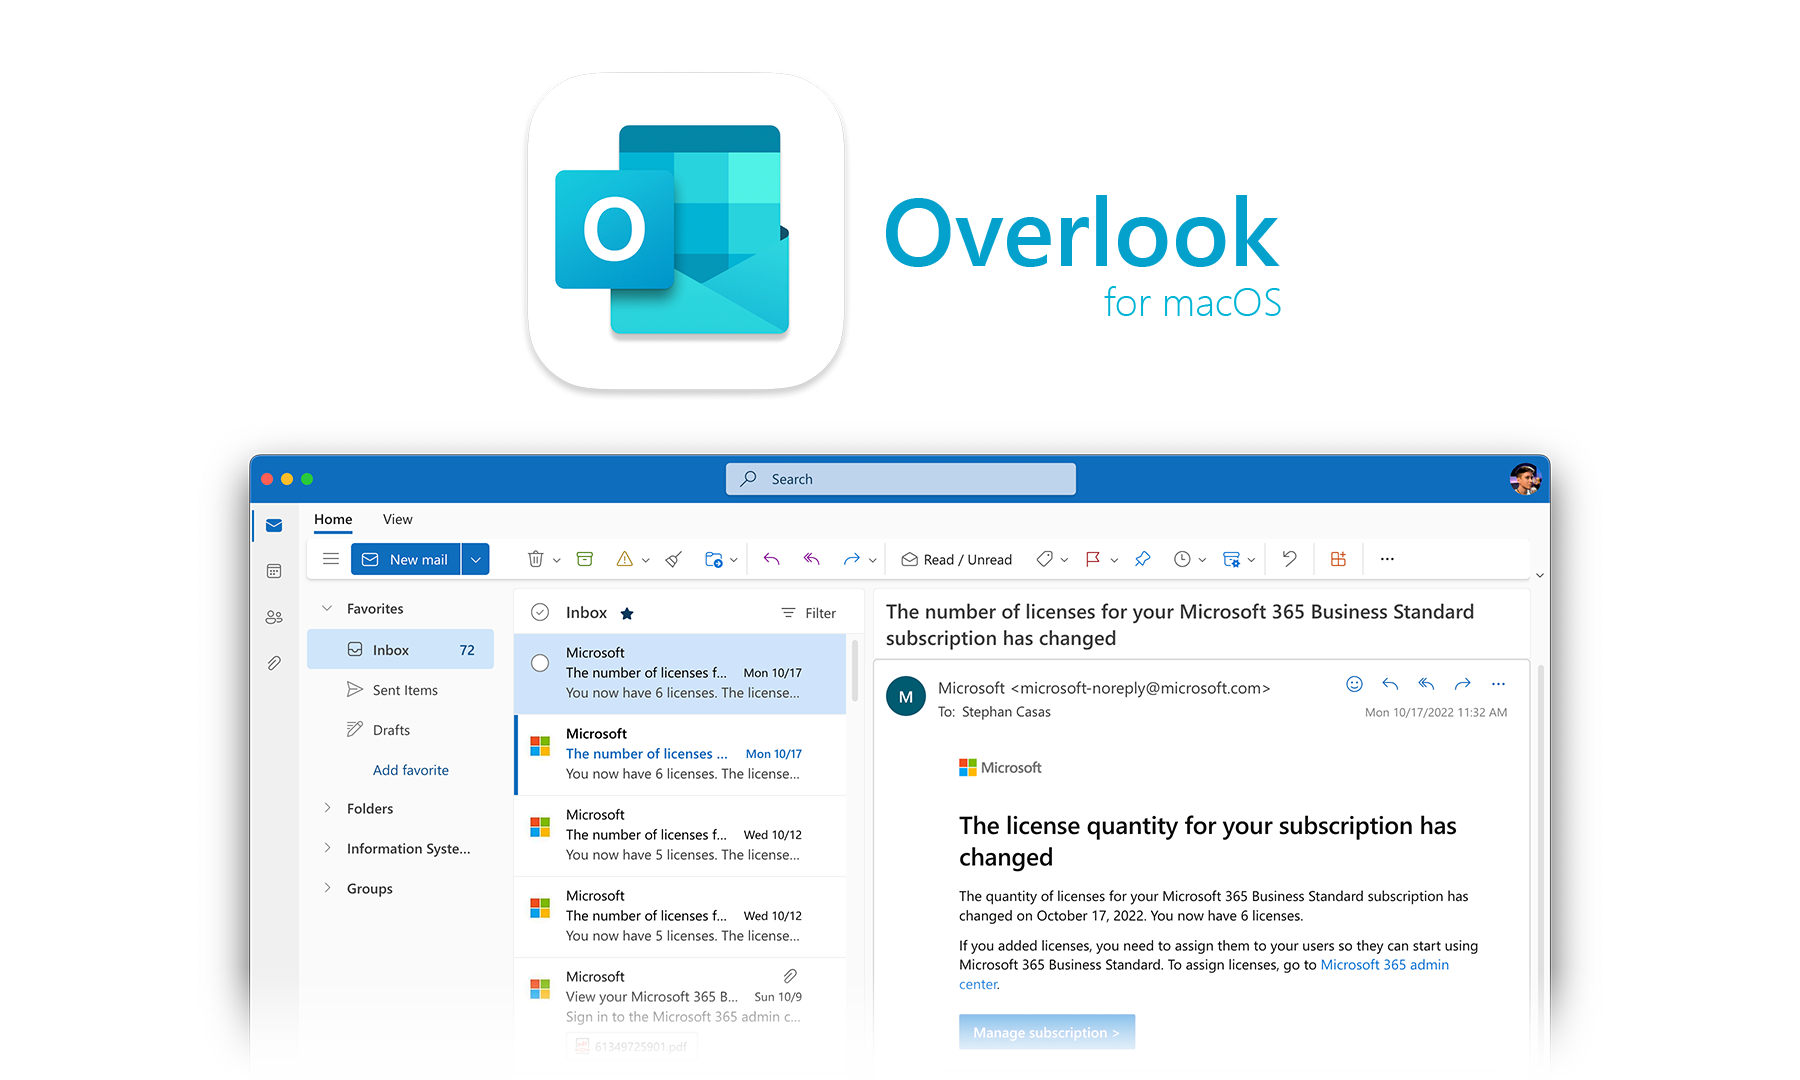 O
Overlook
for macOS
Search
Home View
New mail
Read / Unread
Favorites
Inbox 72
Sent Items
Drafts
Add favorite
Folders
Information Syste...
Groups
Inbox
Filter
Microsoft
The number of licenses f... Mon 10/17
You now have 6 licenses. The license...
Microsoft
The number of licenses ... Mon 10/17
You now have 6 licenses. The license...
Microsoft
The number of licenses f... Wed 10/12
You now have 5 licenses. The license...
Microsoft
The number of licenses f... Wed 10/12
You now have 5 licenses. The license...
Microsoft
View your Microsoft 365 B... Sun 10/9
Sign in to the Microsoft 365 admin c...
61349725901.pdf
The number of licenses for your Microsoft 365 Business Standard
subscription has changed
M
Microsoft <microsoft-noreply@microsoft.com>
To: Stephan Casas
Mon 10/17/2022 11:32 AM
Microsoft
The license quantity for your subscription has
changed
The quantity of licenses for your Microsoft 365 Business Standard subscription has
changed on October 17, 2022. You now have 6 licenses.
If you added licenses, you need to assign them to your users so they can start using
Microsoft 365 Business Standard. To assign licenses, go to Microsoft 365 admin
center.
Manage subscription >